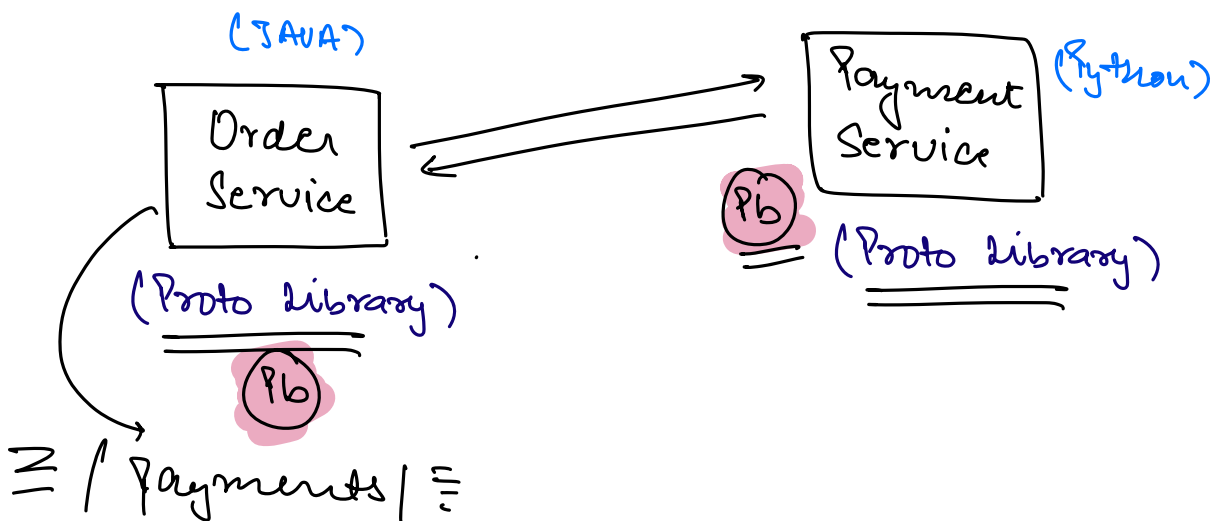 (JAVA)
Order
Service
(Proto Library)
Pb
/ Payments /
Payment
Service
(Python)
Pb
(Proto Library)